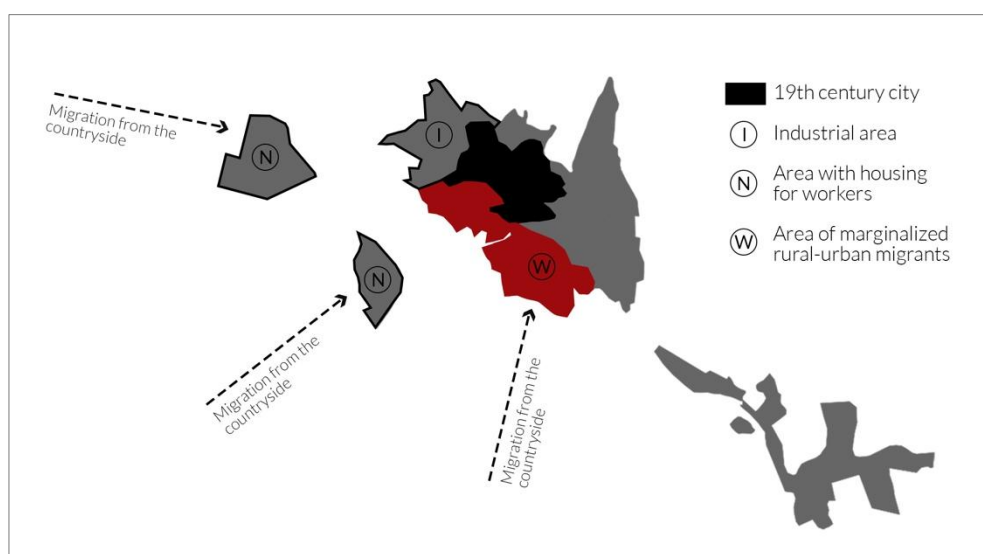 Migration from the
countryside
N
I
N
W
Migration from the
countryside
Migration from the
countryside
19th century city
I
Industrial area
N
Area with housing
for workers
W
Area of marginalized
rural-urban migrants